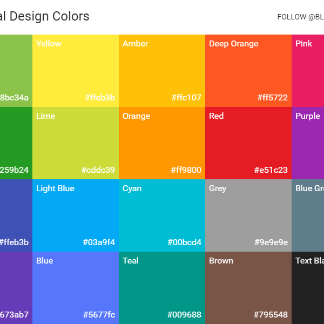 al Design Colors
FOLLOW @BL
Yellow
Amber
Deep Orange
Pink
8bc34a
#ffeb3b
#ffc107
#ff5722
Lime
Orange
Red
Purple
259b24
#cddc39
#ff9800
#e51c23
Light Blue
Cyan
Grey
Blue Gr
#ffeb3b
#03a9f4
#00bcd4
#9e9e9e
Blue
Teal
Brown
Text Bla
673ab7
#5677fc
#009688
#795548